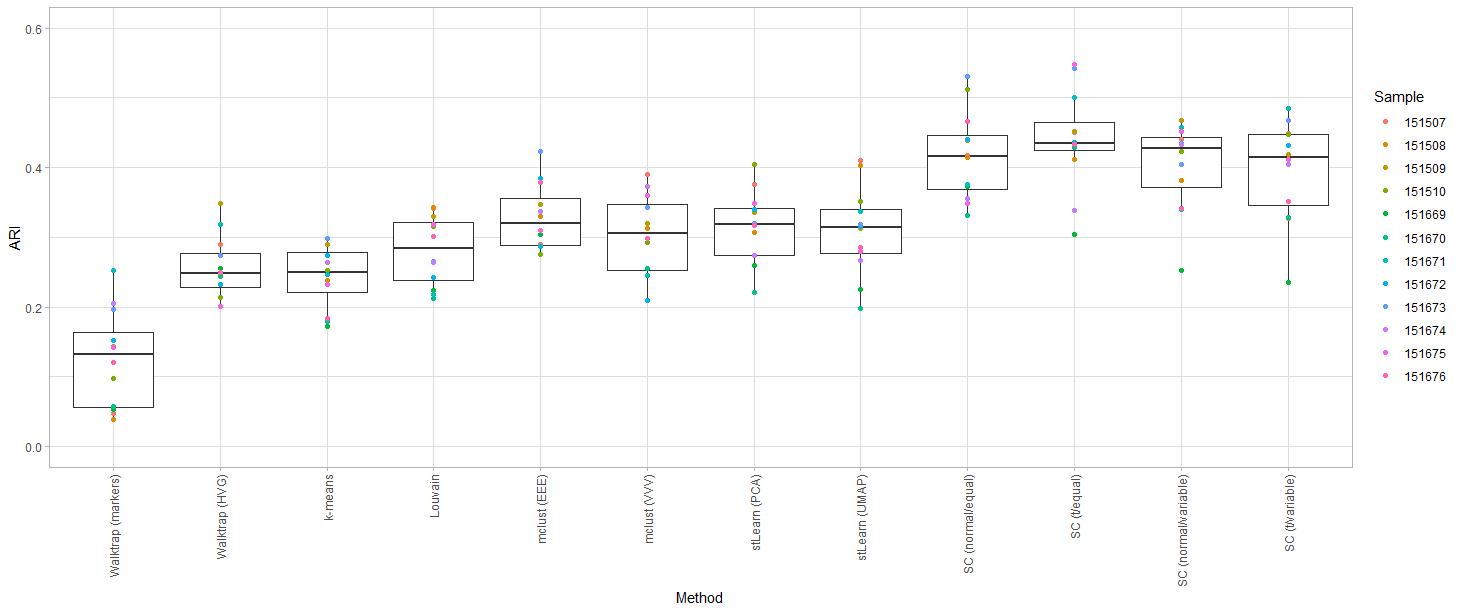 0.6
0.4
0.2
0.0
ARI
Walktrap (markers)
Walktrap (HVG)
k-means
Louvain
mclust (EEE)
mclust (VVV)
stLearn (PCA)
stLearn (UMAP)
SC (normal/equal)
SC (t/equal)
SC (normal/variable)
SC (t/variable)
Method
Sample
151507
151508
151509
151510
151669
151670
151671
151672
151673
151674
151675
151676